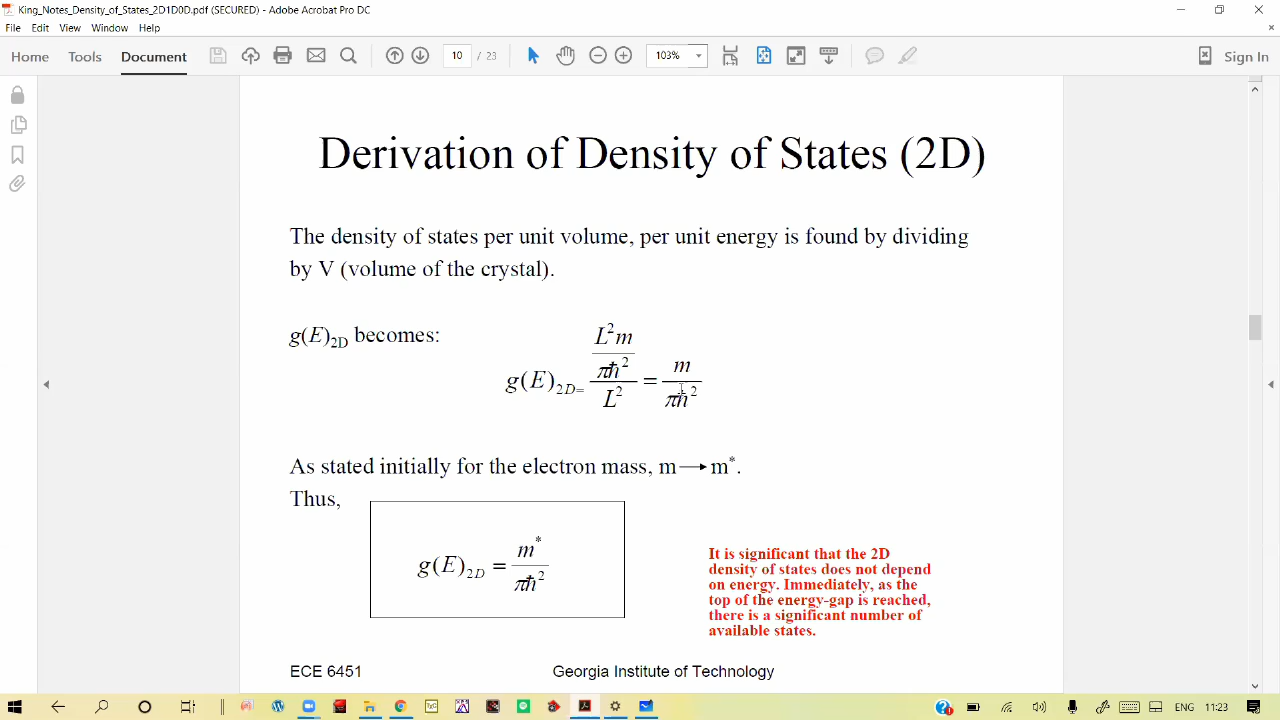 King_Notes_Density_of_States_2D1D0D.pdf (SECURED) - Adobe Acrobat Pro DC
File Edit View Window Help
Home Tools Document 10 / 23 103% Sign In
Derivation of Density of States (2D)
The density of states per unit volume, per unit energy is found by dividing
by V (volume of the crystal).
g(E)2D becomes:
g(E)2D= (L²m / πħ²) / L² = m / πħ²
As stated initially for the electron mass, m → m*.
Thus,
g(E)2D = m* / πħ²
It is significant that the 2D
density of states does not depend
on energy. Immediately, as the
top of the energy-gap is reached,
there is a significant number of
available states.
ECE 6451 Georgia Institute of Technology
ENG 11:23